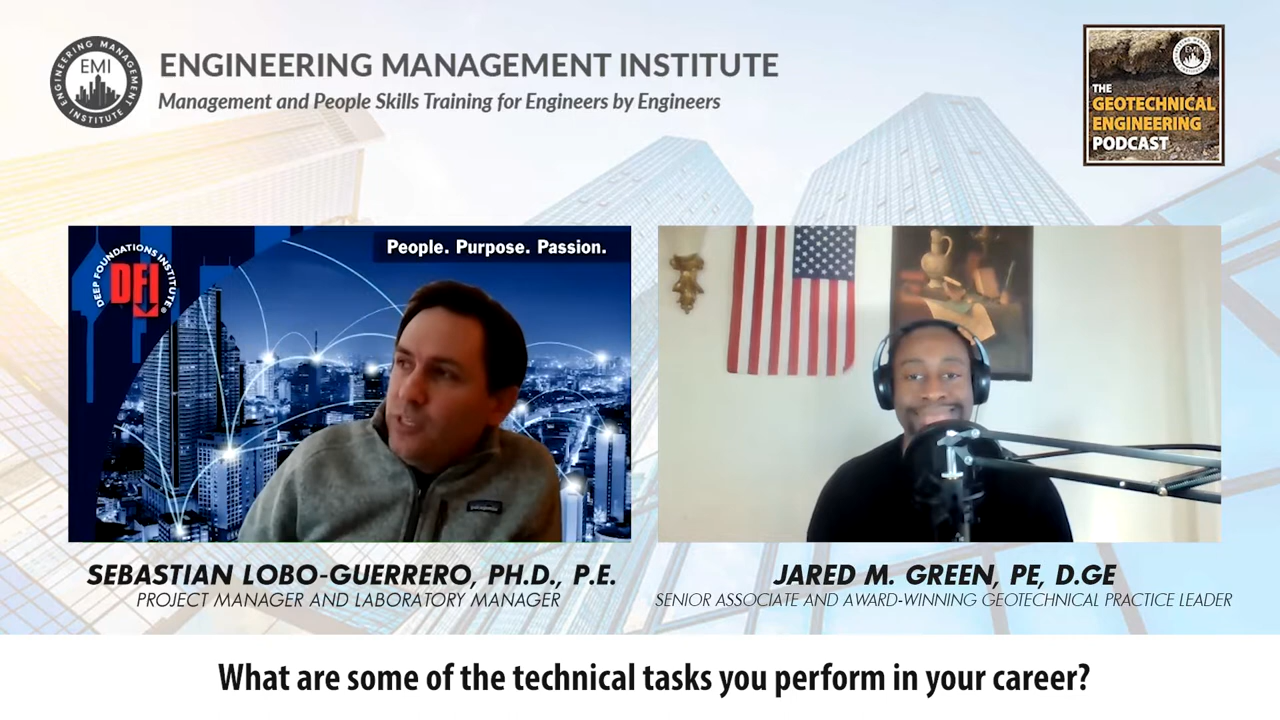 ENGINEERING MANAGEMENT INSTITUTE
EMI
ENGINEERING MANAGEMENT INSTITUTE
Management and People Skills Training for Engineers by Engineers
EMI
THE
GEOTECHNICAL
ENGINEERING
PODCAST
DEEP FOUNDATIONS INSTITUTE
DFI
People. Purpose. Passion.
SEBASTIAN LOBO-GUERRERO, PH.D., P.E.
PROJECT MANAGER AND LABORATORY MANAGER
JARED M. GREEN, PE, D.GE
SENIOR ASSOCIATE AND AWARD-WINNING GEOTECHNICAL PRACTICE LEADER
What are some of the technical tasks you perform in your career?